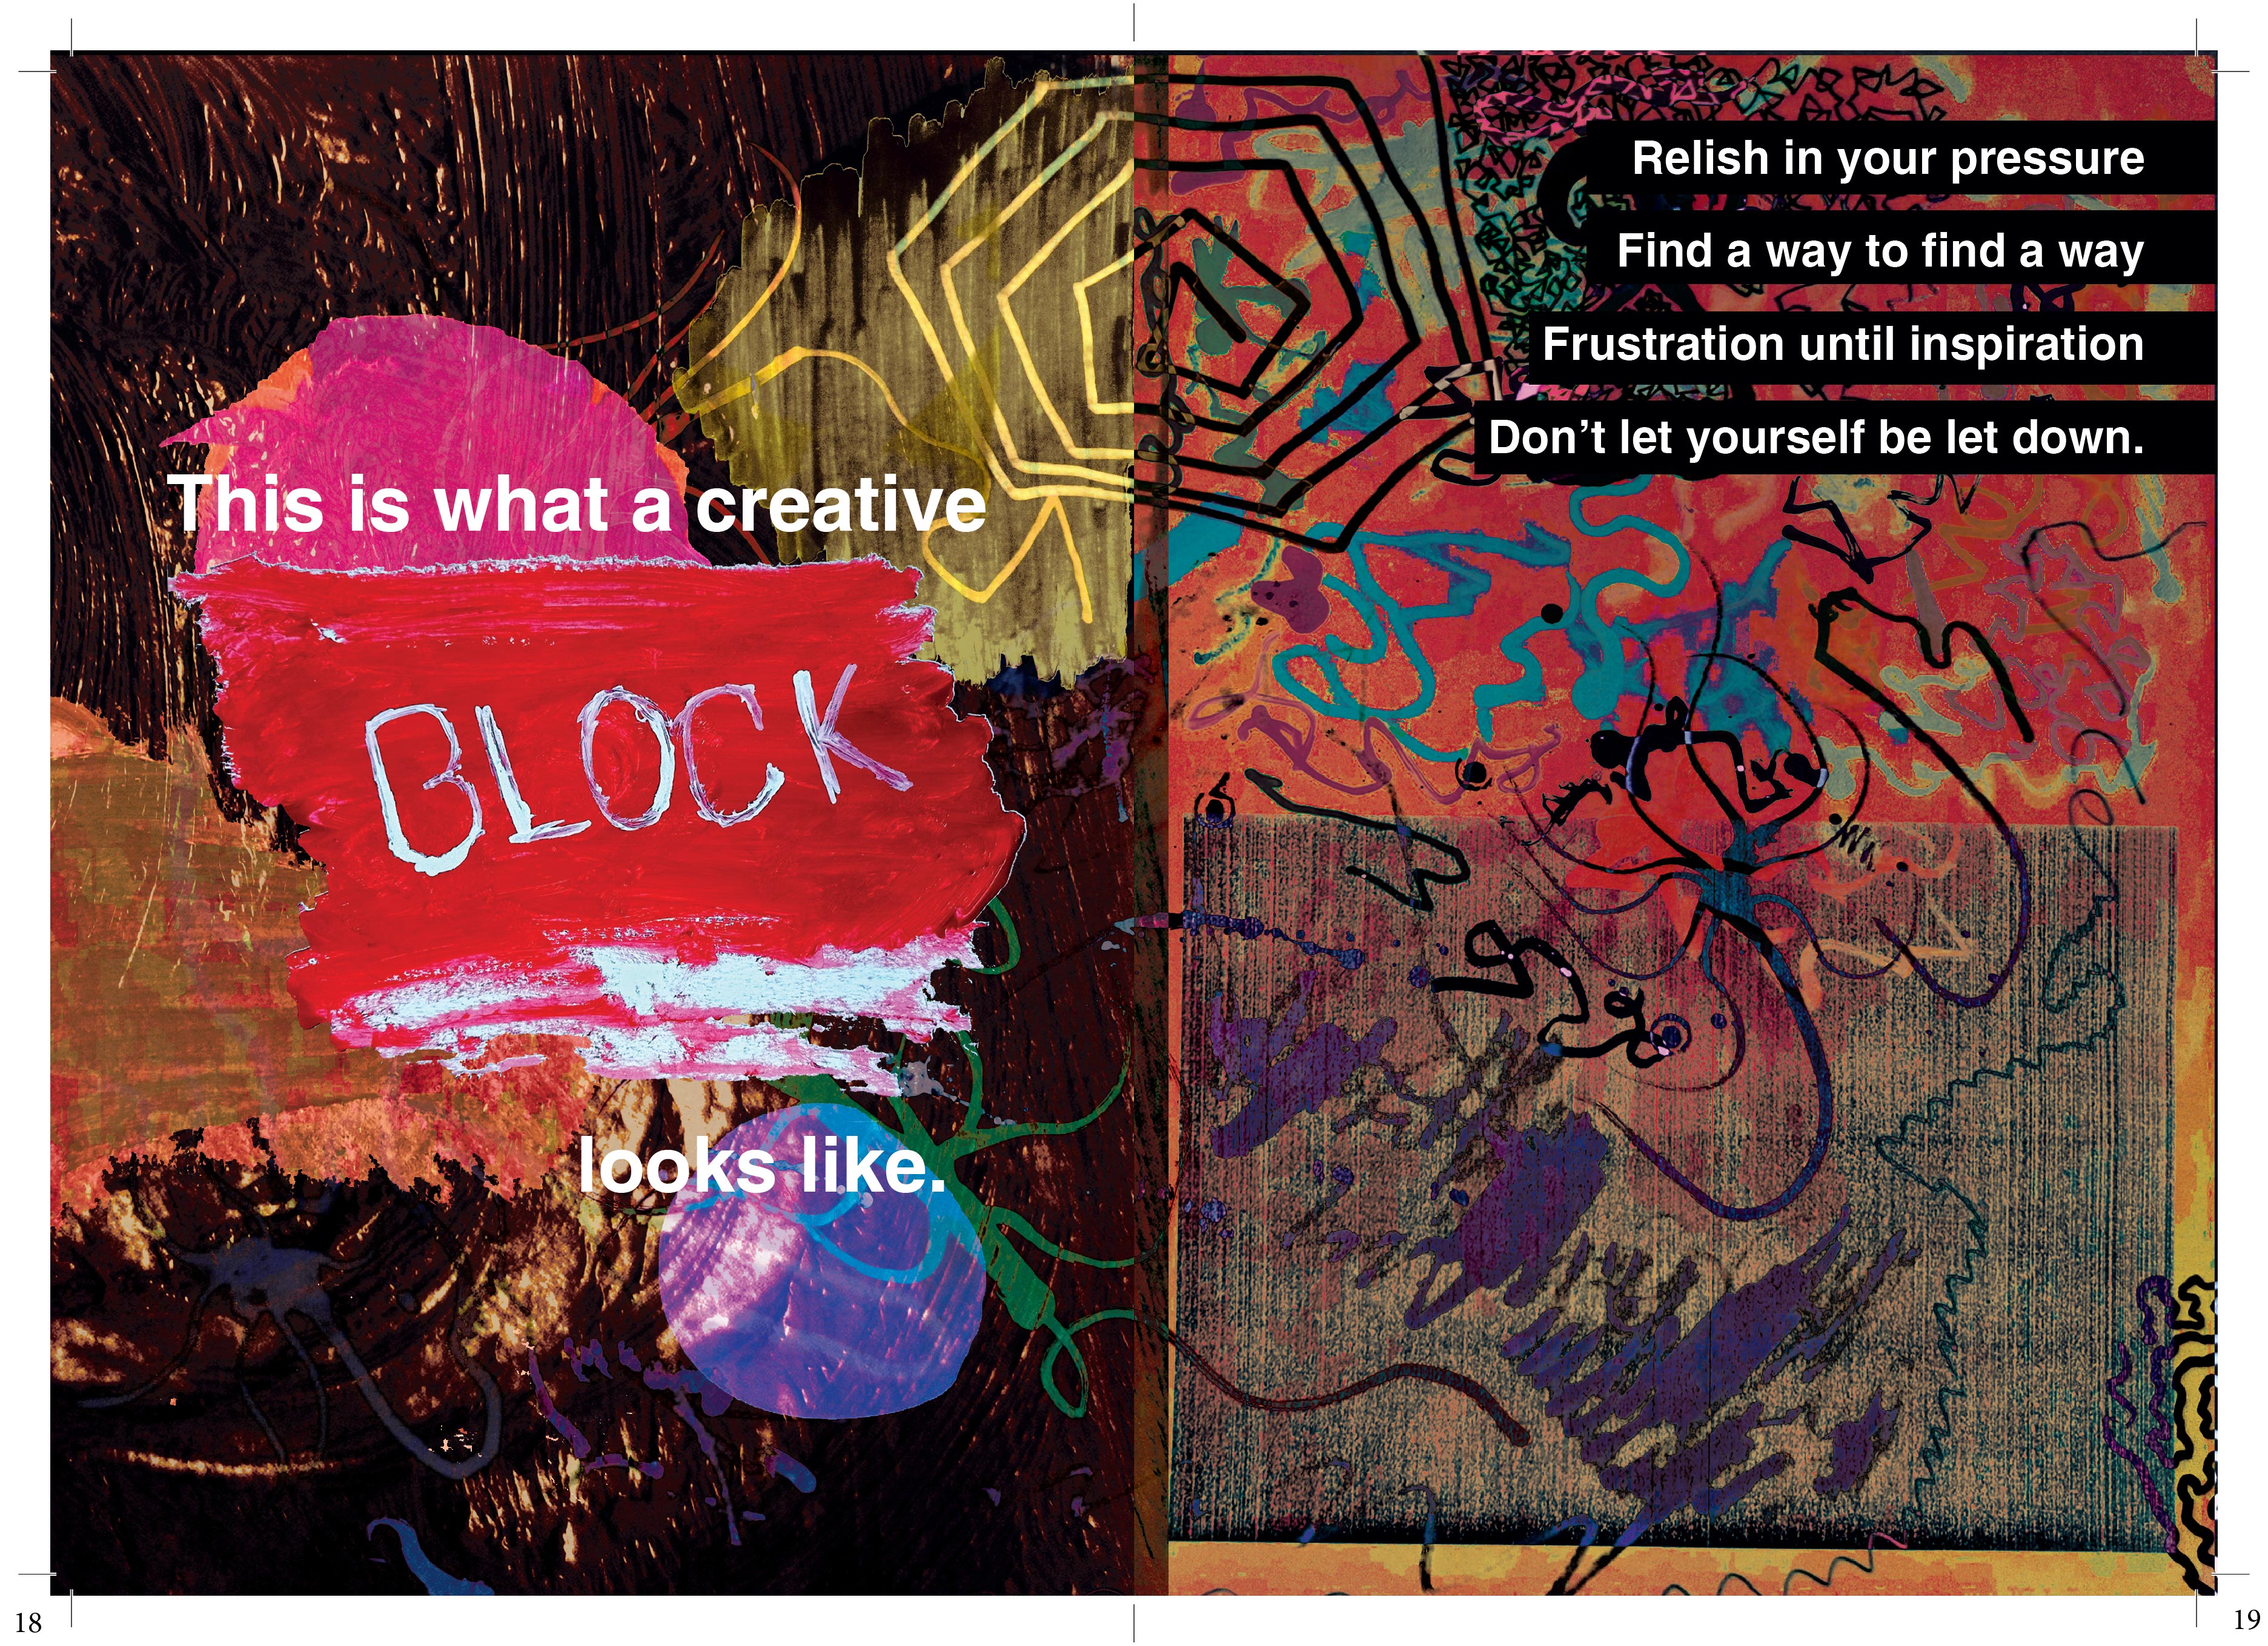 This is what a creative
BLOCK
looks like.
Relish in your pressure
Find a way to find a way
Frustration until inspiration
Don’t let yourself be let down.
18
19